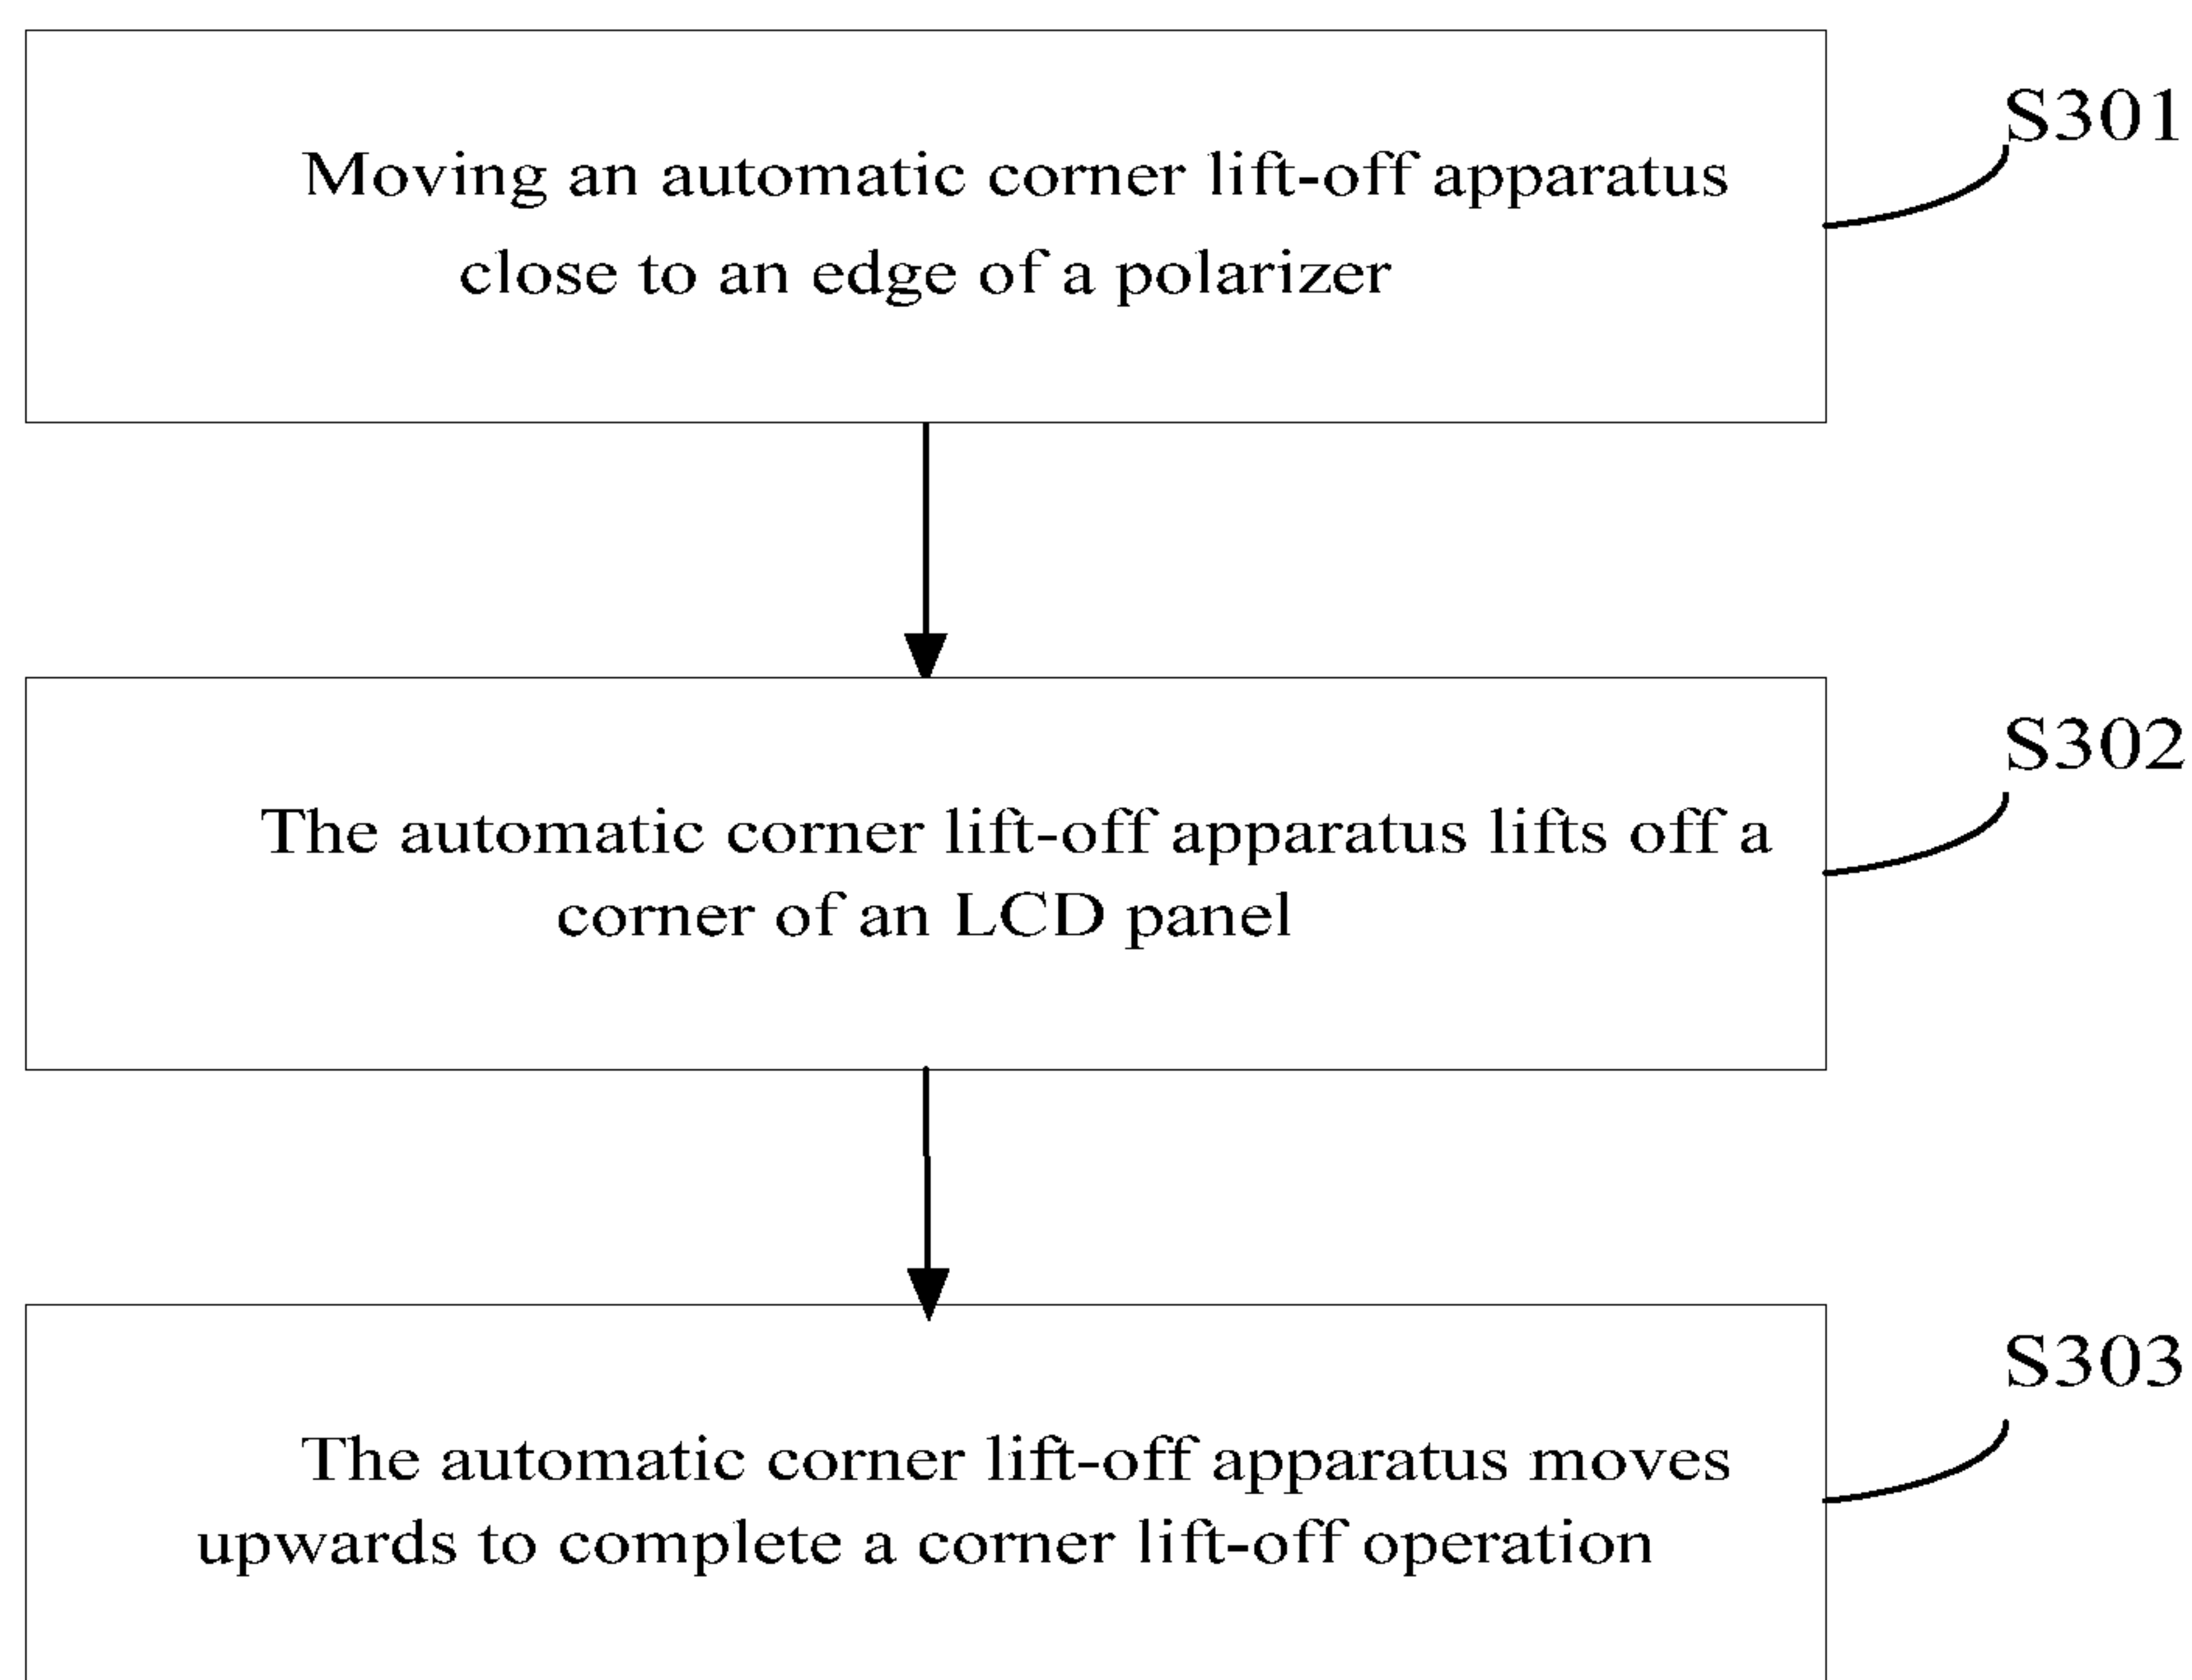 S301
Moving an automatic corner lift-off apparatus
close to an edge of a polarizer
S302
The automatic corner lift-off apparatus lifts off a
corner of an LCD panel
S303
The automatic corner lift-off apparatus moves
upwards to complete a corner lift-off operation